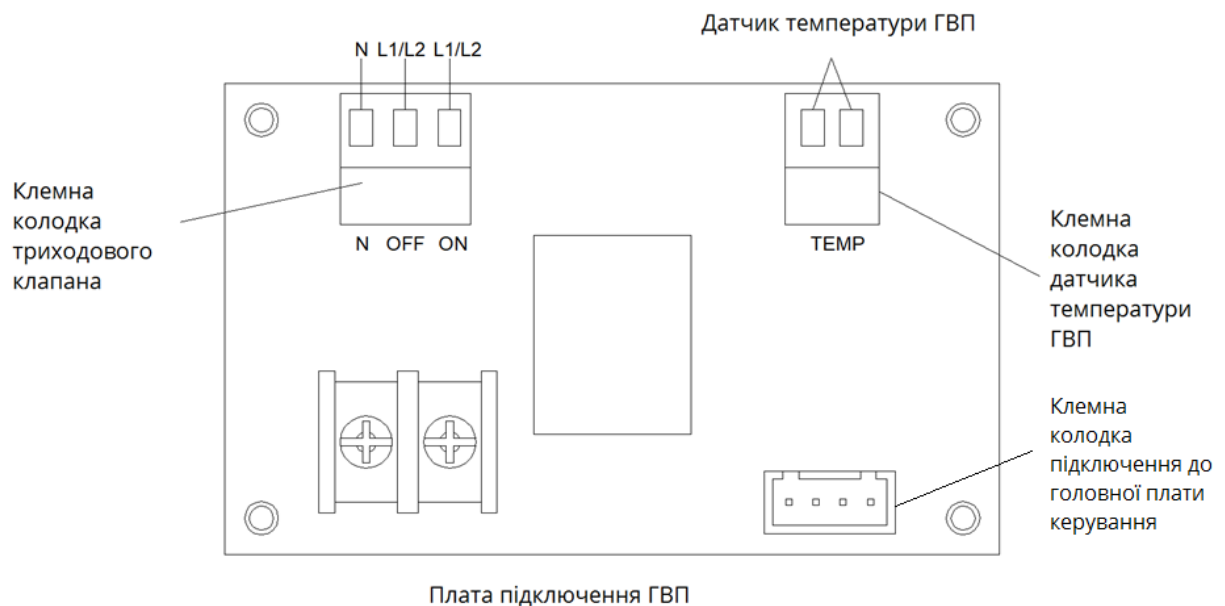 Датчик температури ГВП
N L1/L2 L1/L2
Клемна
колодка
триходового
клапана
N OFF ON
TEMP
Клемна
колодка
датчика
температури
ГВП
Клемна
колодка
підключення до
головної плати
керування
Плата підключення ГВП